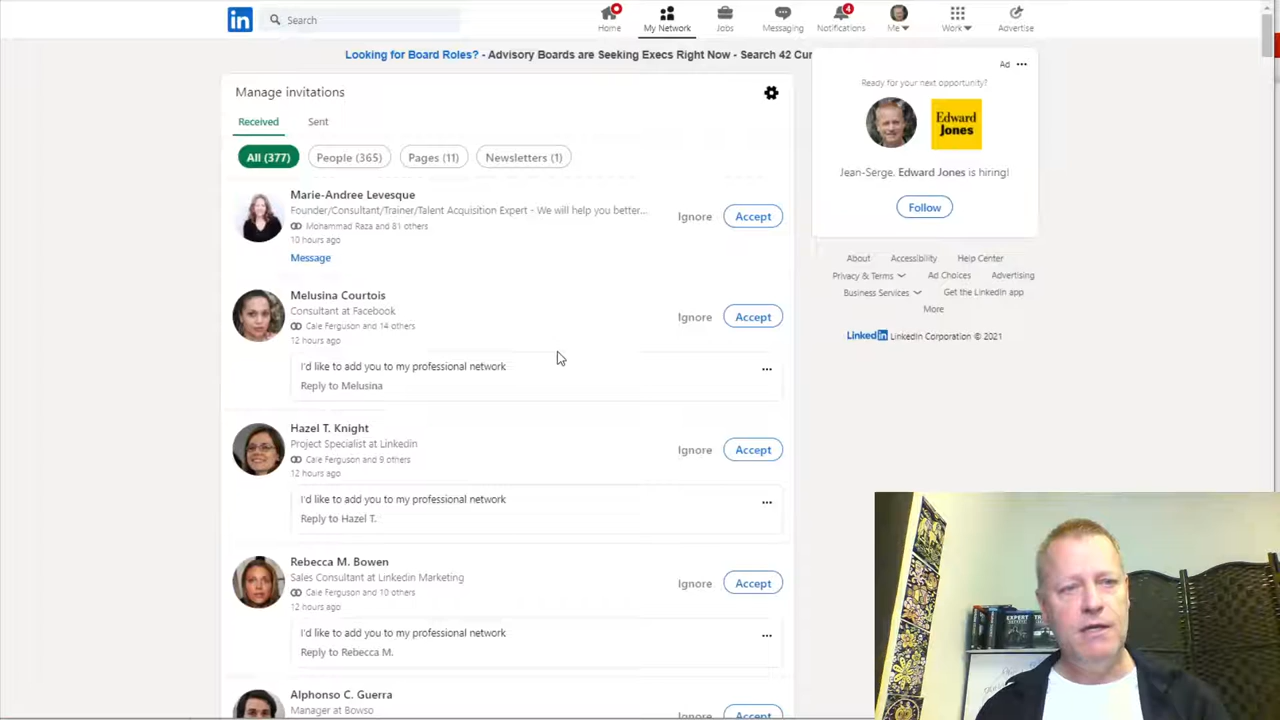 in
Search
Home
My Network
Jobs
Messaging
4
Notifications
Me
Work
Advertise
Looking for Board Roles? - Advisory Boards are Seeking Execs Right Now - Search 42 Cur
Manage invitations
Received
Sent
All (377)
People (365)
Pages (11)
Newsletters (1)
Marie-Andree Levesque
Founder/Consultant/Trainer/Talent Acquisition Expert - We will help you better...
Mohammad Raza and 81 others
10 hours ago
Message
Ignore
Accept
Melusina Courtois
Consultant at Facebook
Caie Ferguson and 14 others
12 hours ago
Ignore
Accept
I'd like to add you to my professional network
Reply to Melusina
Hazel T. Knight
Project Specialist at Linkedin
Caie Ferguson and 9 others
12 hours ago
Ignore
Accept
I'd like to add you to my professional network
Reply to Hazel T.
Rebecca M. Bowen
Sales Consultant at Linkedin Marketing
Caie Ferguson and 10 others
12 hours ago
Ignore
Accept
I'd like to add you to my professional network
Reply to Rebecca M.
Alphonso C. Guerra
Manager at Bowso
Ignore
Accept
Ad
Ready for your next opportunity?
Edward
Jones
Jean-Serge, Edward Jones is hiring!
Follow
About
Accessibility
Help Center
Privacy & Terms
Ad Choices
Advertising
Business Services
Get the LinkedIn app
More
Linkedin LinkedIn Corporation © 2021
EXPERT